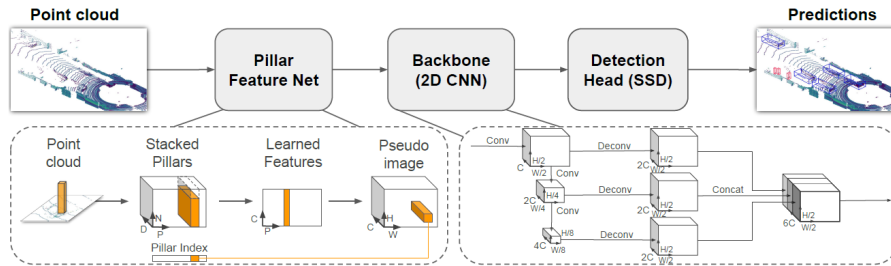 Point cloud
Pillar
Feature Net
Backbone
(2D CNN)
Detection
Head (SSD)
Predictions
Point
cloud
Stacked
Pillars
Learned
Features
Pseudo
image
N
D
P
C
P
H
C
W
Pillar Index
Conv
H/2
W/2
C
Conv
H/4
W/4
2C
Conv
H/8
W/8
4C
Deconv
H/2
W/2
2C
Deconv
H/2
W/2
2C
Deconv
H/2
W/2
2C
Concat
H/2
W/2
6C